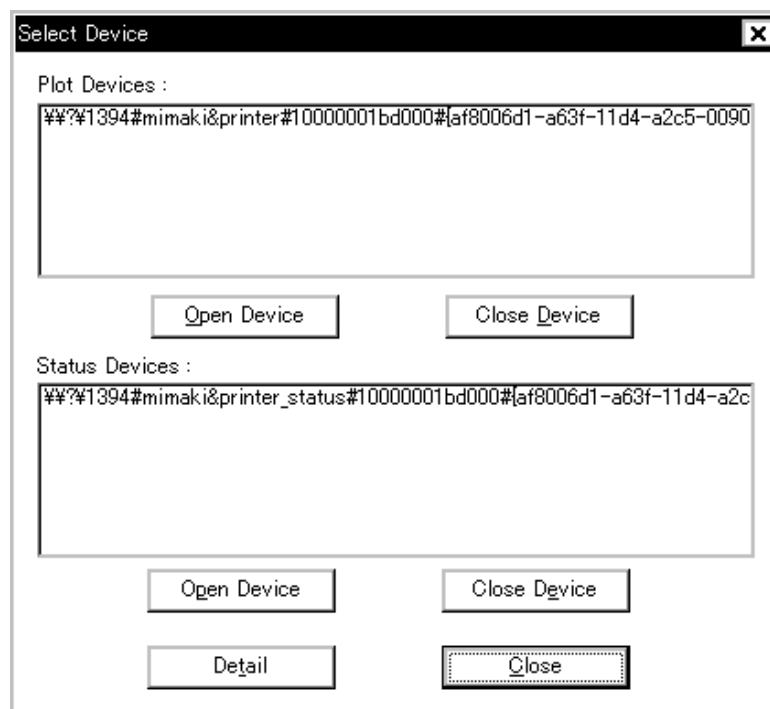 Select Device
Plot Devices :
¥¥?¥1394#mimaki&printer#10000001bd000#{af8006d1-a63f-11d4-a2c5-0090
Open Device Close Device
Status Devices :
¥¥?¥1394#mimaki&printer_status#10000001bd000#{af8006d1-a63f-11d4-a2c
Open Device Close Device
Detail Close